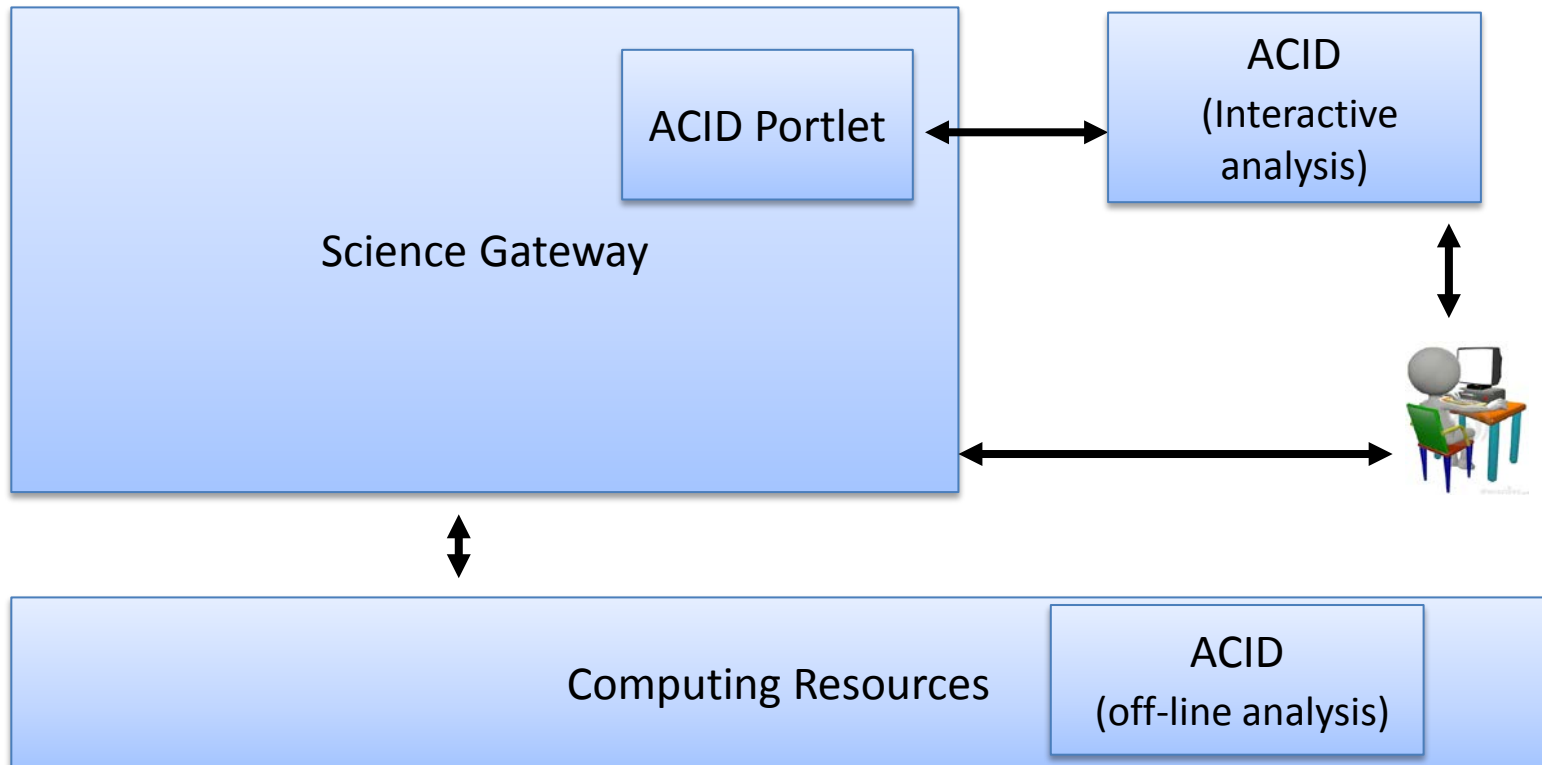 ACID Portlet
ACID
(Interactive
analysis)
Science Gateway
Computing Resources
ACID
(off-line analysis)